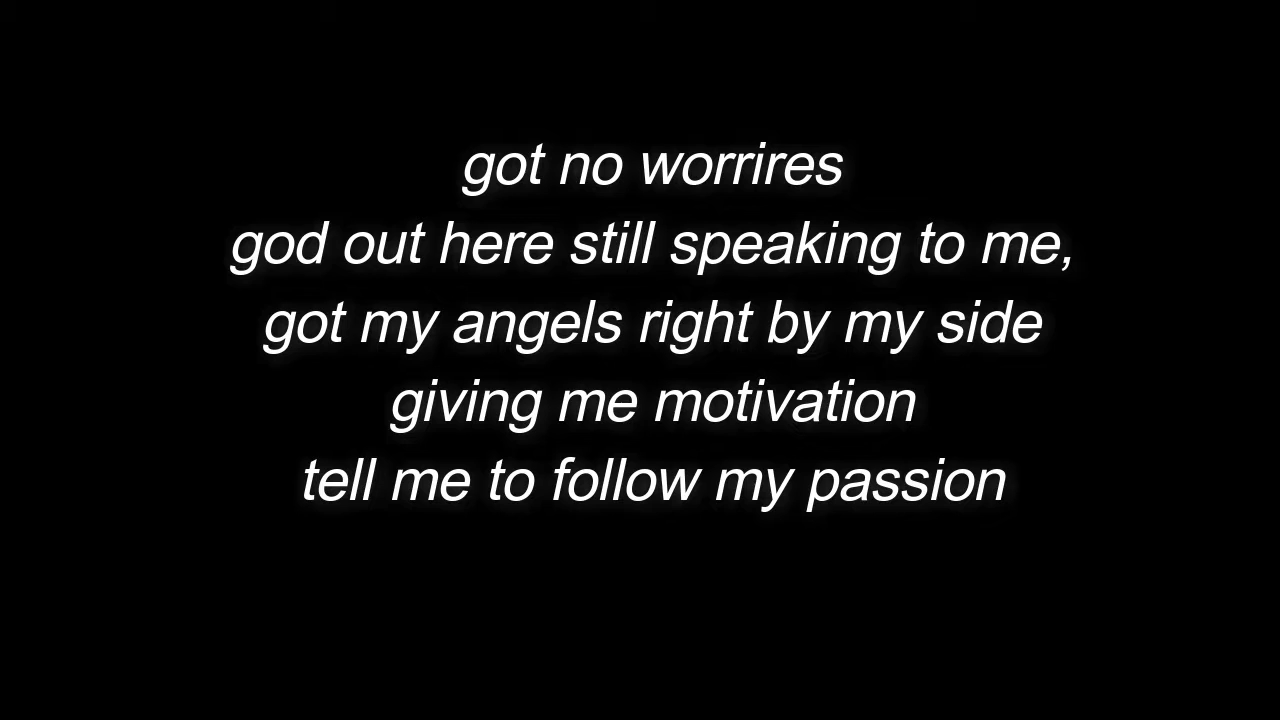 got no worrires
god out here still speaking to me,
got my angels right by my side
giving me motivation
tell me to follow my passion